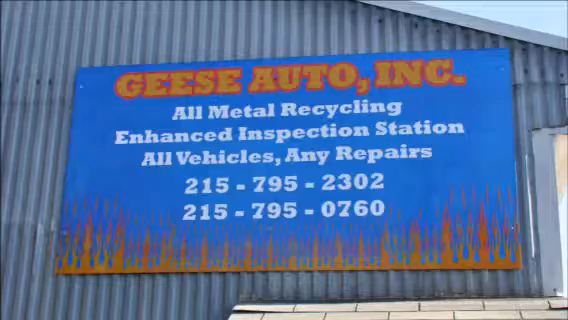 GEESE AUTO, INC.
All Metal Recycling
Enhanced Inspection Station
All Vehicles, Any Repairs
215 - 795 - 2302
215 - 795 - 0760